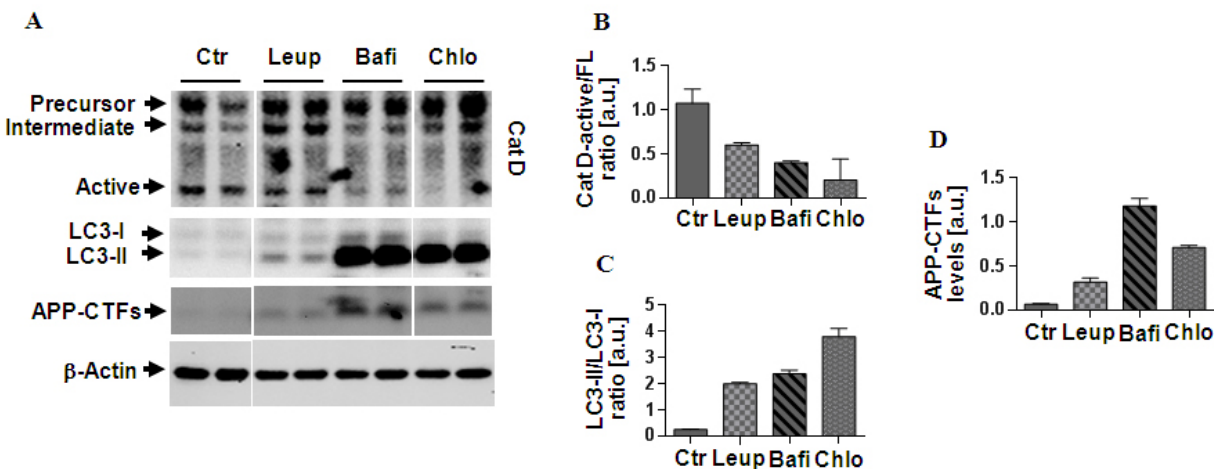 A
Ctr Leup Bafi Chlo
Precursor
Intermediate
Active
Cat D
LC3-I
LC3-II
APP-CTFs
β-Actin
B
Cat D-active/FL
ratio [a.u.]
1.5
1.0
0.5
0.0
Ctr Leup Bafi Chlo
C
LC3-II/LC3-I
ratio [a.u.]
5
4
3
2
1
0
Ctr Leup Bafi Chlo
D
APP-CTFs
levels [a.u.]
1.5
1.0
0.5
0.0
Ctr Leup Bafi Chlo